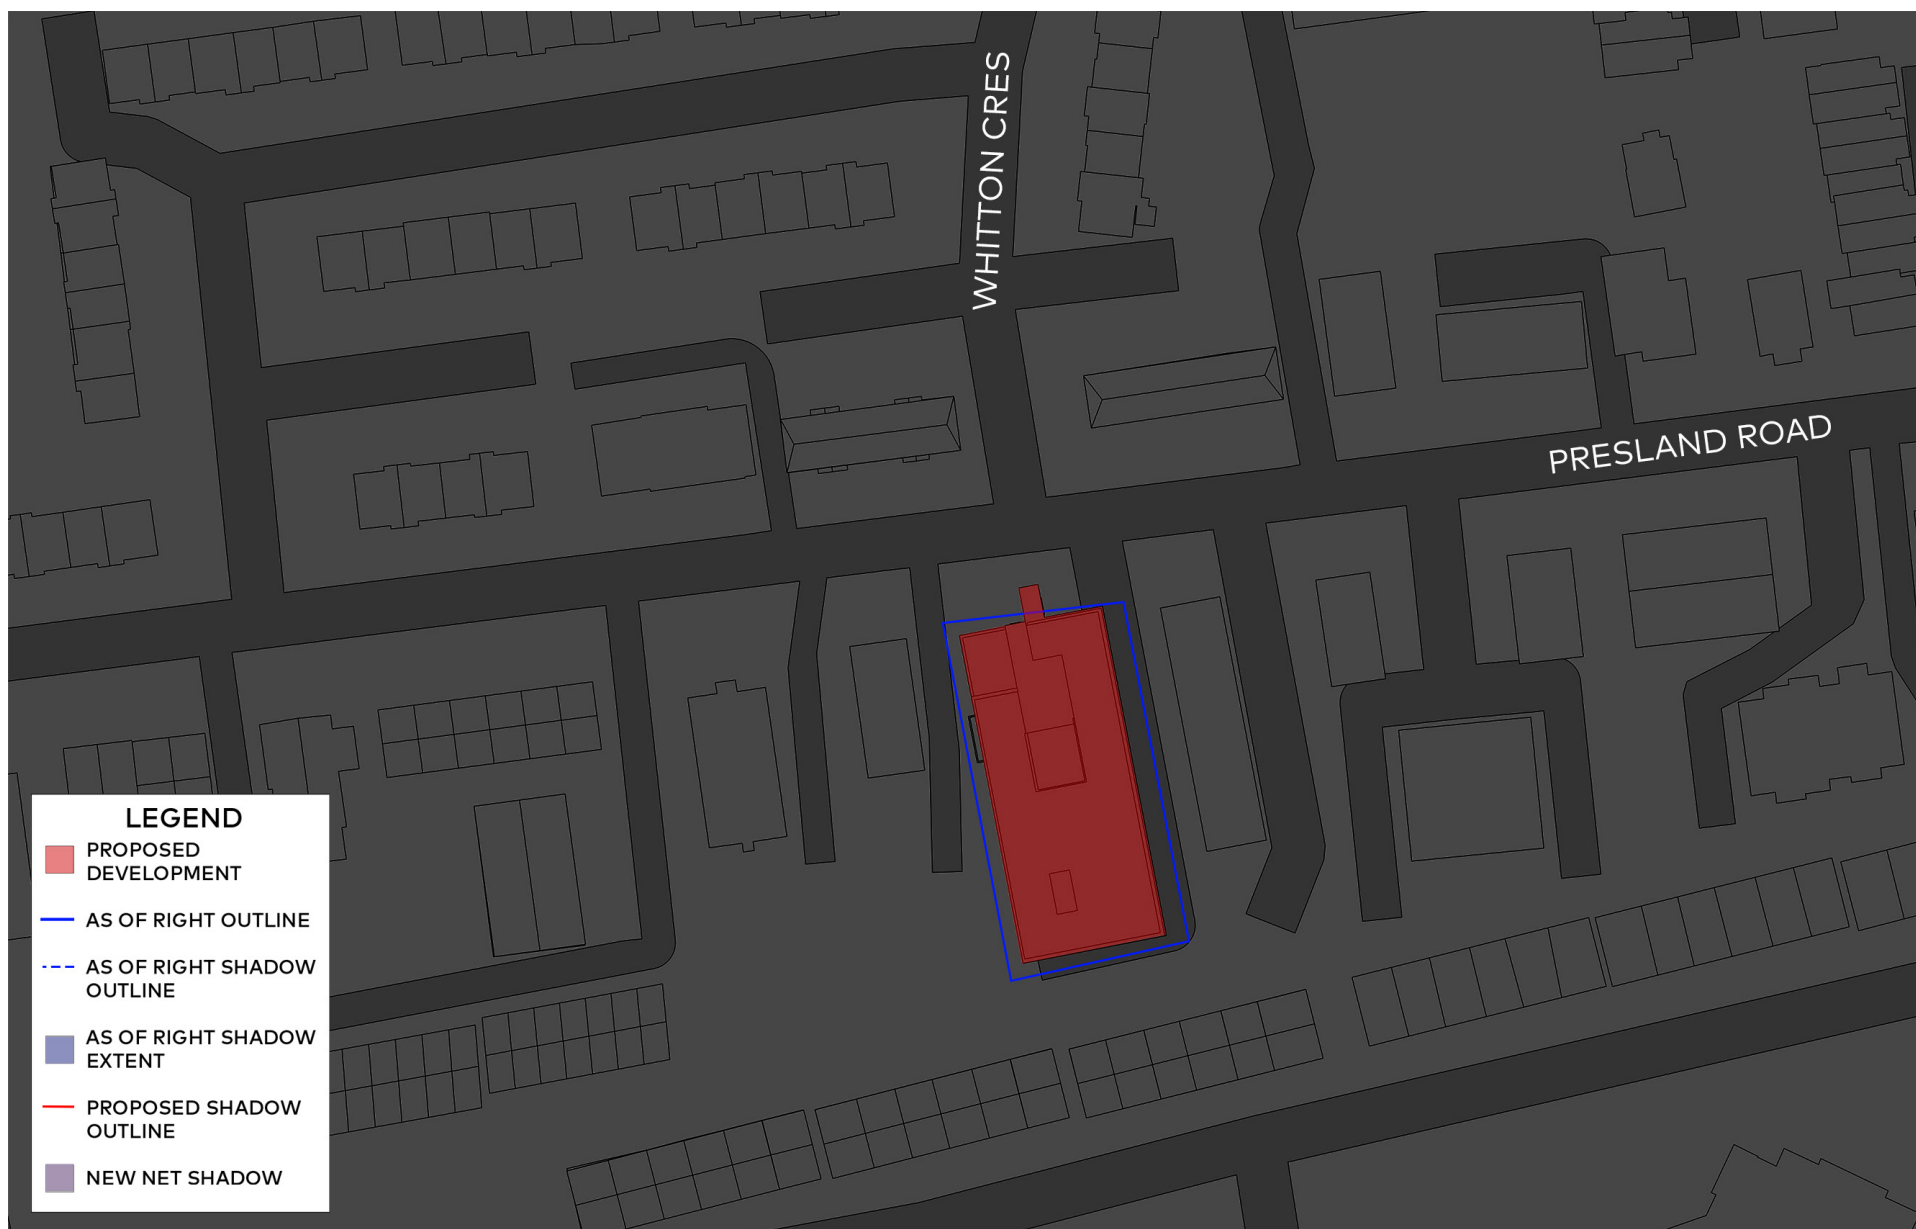 WHITTON CRES
PRESLAND ROAD
LEGEND
PROPOSED
DEVELOPMENT
AS OF RIGHT OUTLINE
AS OF RIGHT SHADOW
OUTLINE
AS OF RIGHT SHADOW
EXTENT
PROPOSED SHADOW
OUTLINE
NEW NET SHADOW